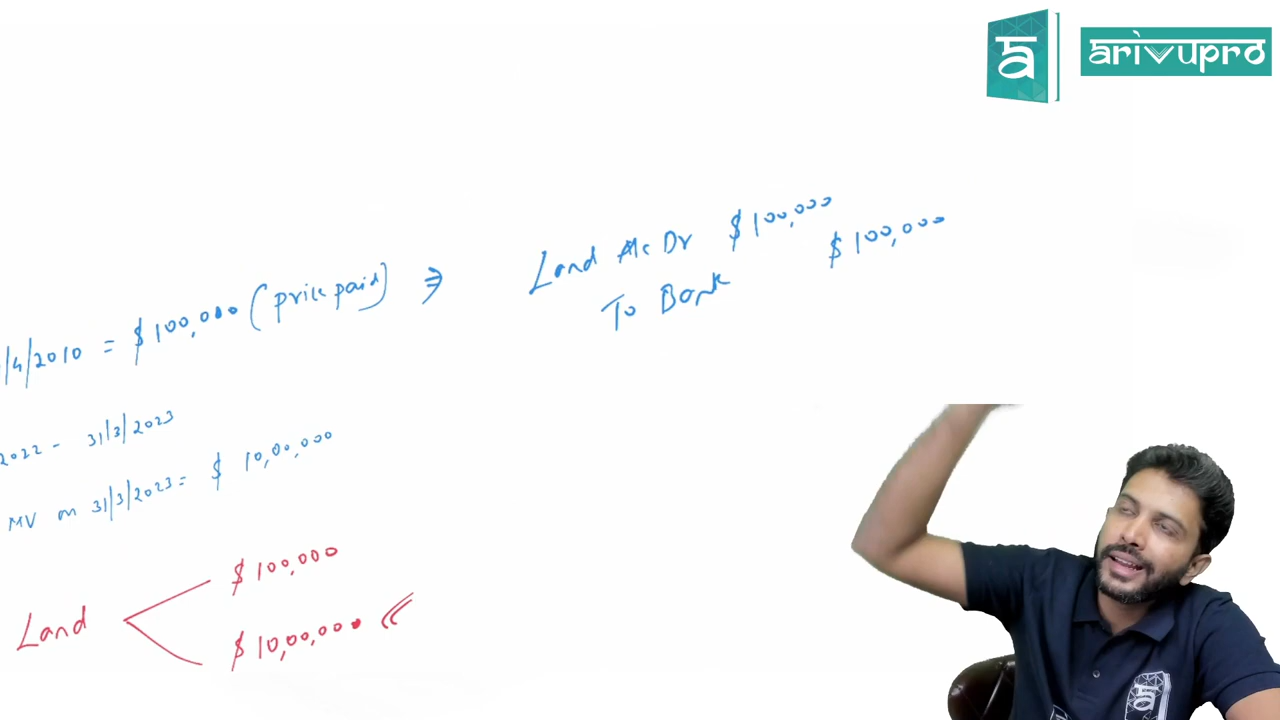 arivupro
/4/2010 = $100,000 (price paid) ⇒
Land A/c Dr $100,000
To Bank $100,000
2022 - 31/3/2023
MV on 31/3/2023 = $ 10,00,000
Land
$100,000
$10,00,000